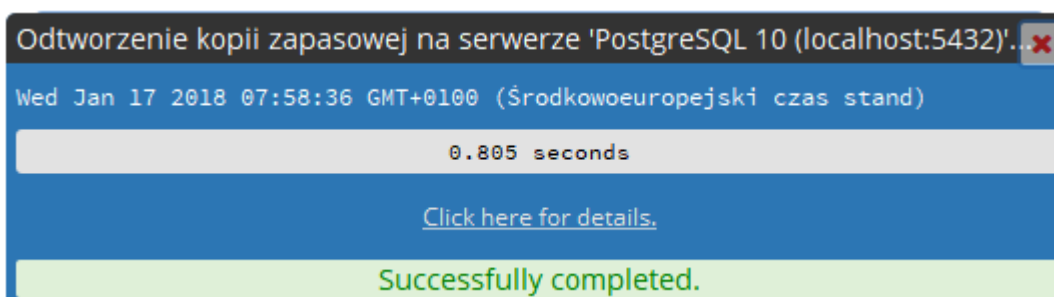 Odtworzenie kopii zapasowej na serwerze 'PostgreSQL 10 (localhost:5432)'...
Wed Jan 17 2018 07:58:36 GMT+0100 (Środkowoeuropejski czas stand)
0.805 seconds
Click here for details.
Successfully completed.